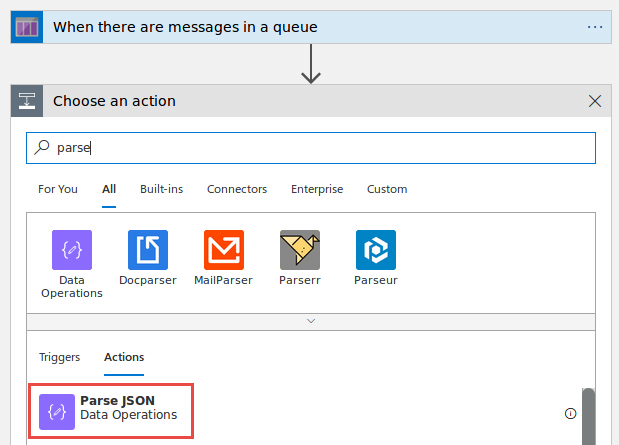 When there are messages in a queue
Choose an action
parse
For You All Built-ins Connectors Enterprise Custom
Data Operations
Docparser
MailParser
Parserr
Parseur
Triggers Actions
Parse JSON
Data Operations